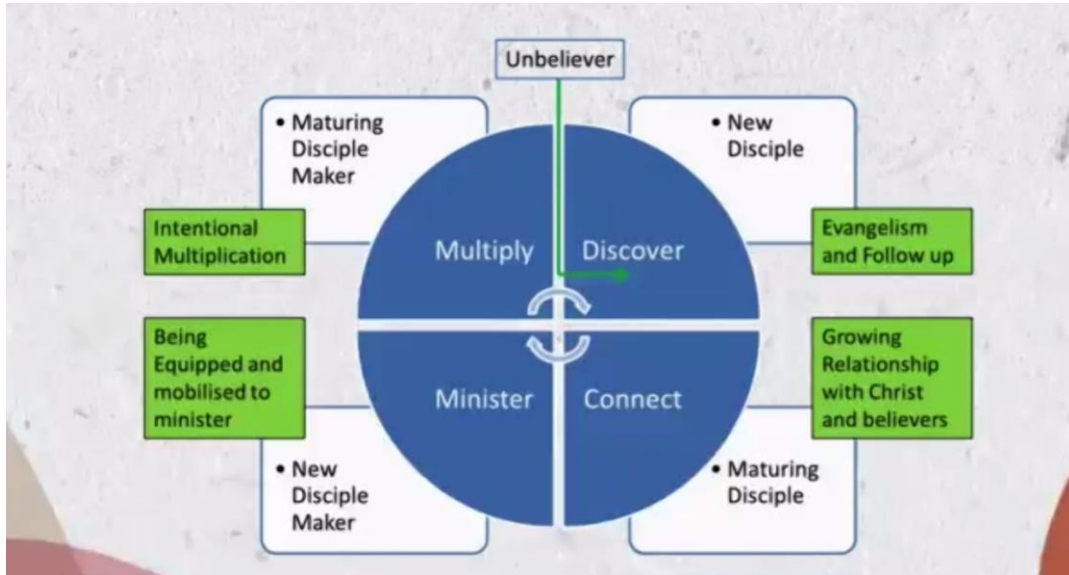 Unbeliever
• Maturing
Disciple
Maker
• New
Disciple
Intentional
Multiplication
Multiply
Discover
Evangelism
and Follow up
Being
Equipped and
mobilised to
minister
Minister
Connect
Growing
Relationship
with Christ
and believers
• New
Disciple
Maker
• Maturing
Disciple